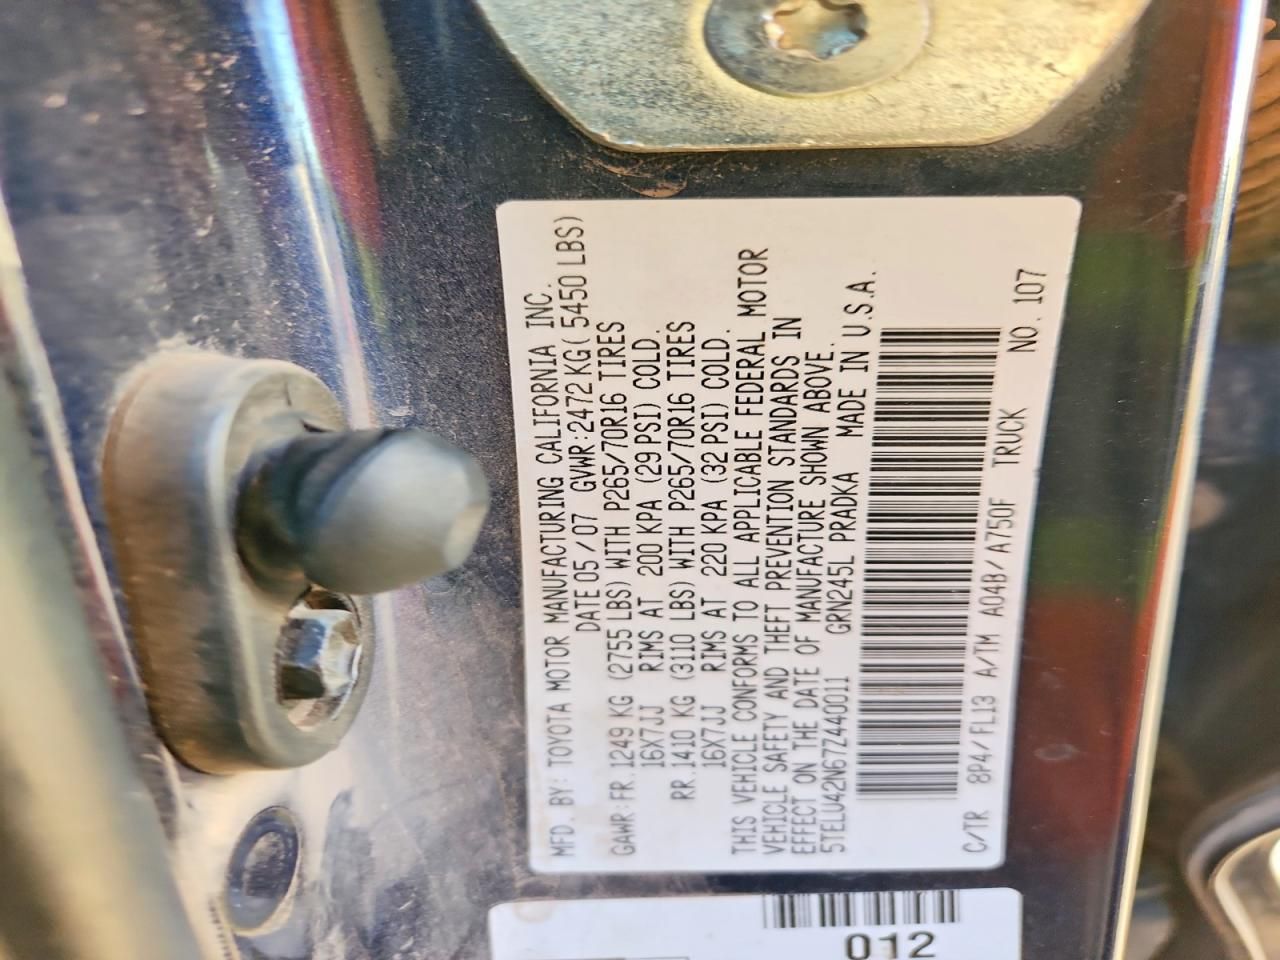 MFD. BY: TOYOTA MOTOR MANUFACTURING CALIFORNIA INC.
DATE 05 / 07 GVWR:2472 KG( 5450 LBS)
GAWR: FR. 1249 KG (2755 LBS) WITH P265/70R16 TIRES
16X7JJ RIMS AT 200 KPA (29 PSI) COLD.
RR. 1410 KG (3110 LBS) WITH P265/70R16 TIRES
16X7JJ RIMS AT 220 KPA (32 PSI) COLD.
THIS VEHICLE CONFORMS TO ALL APPLICABLE FEDERAL MOTOR
VEHICLE SAFETY AND THEFT PREVENTION STANDARDS IN
EFFECT ON THE DATE OF MANUFACTURE SHOWN ABOVE.
5TELU42N67Z440011 GRN245L PRADKA MADE IN U.S.A.
C/TR 8P4/FL13 A/TM A04B/A750F TRUCK NO. 107
012